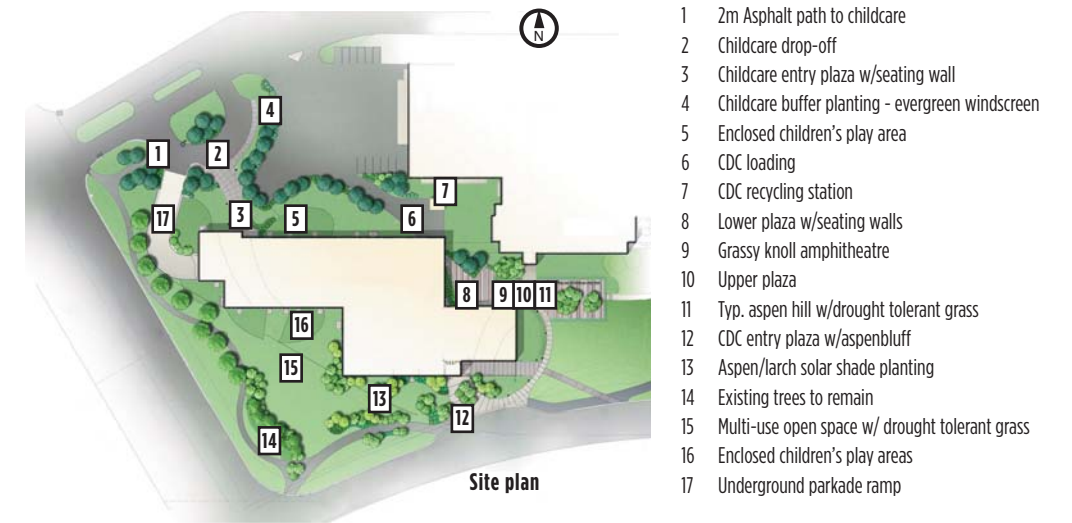 N
4
1
2
7
17
3
5
6
8
9
10
11
16
15
13
12
14
Site plan
1 2m Asphalt path to childcare
2 Childcare drop-off
3 Childcare entry plaza w/seating wall
4 Childcare buffer planting - evergreen windscreen
5 Enclosed children's play area
6 CDC loading
7 CDC recycling station
8 Lower plaza w/seating walls
9 Grassy knoll amphitheatre
10 Upper plaza
11 Typ. aspen hill w/drought tolerant grass
12 CDC entry plaza w/aspenbluff
13 Aspen/larch solar shade planting
14 Existing trees to remain
15 Multi-use open space w/ drought tolerant grass
16 Enclosed children's play areas
17 Underground parkade ramp